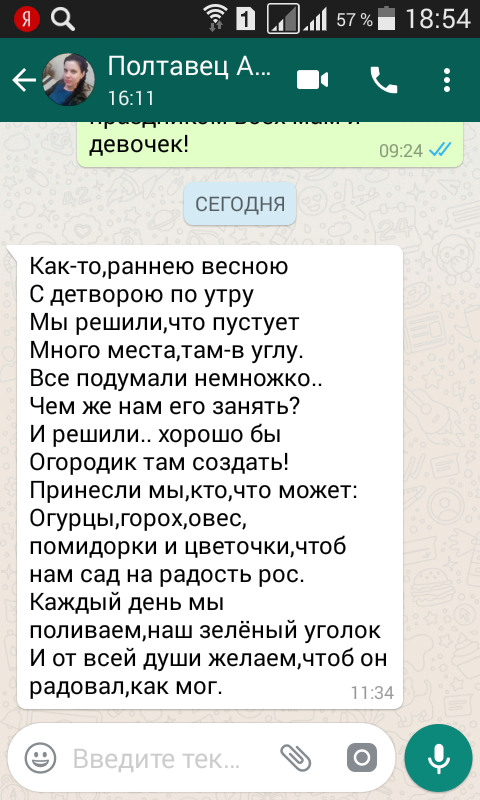 Я 1 57 % 18:54
Полтавец А...
16:11
девочек!
09:24
СЕГОДНЯ
Как-то,раннею весною
С детворою по утру
Мы решили,что пустует
Много места,там-в углу.
Все подумали немножко..
Чем же нам его занять?
И решили.. хорошо бы
Огородик там создать!
Принесли мы,кто,что может:
Огурцы,горох,овес,
помидорки и цветочки,чтоб
нам сад на радость рос.
Каждый день мы
поливаем,наш зелёный уголок
И от всей души желаем,чтоб он
радовал,как мог.
11:34
Введите тек...